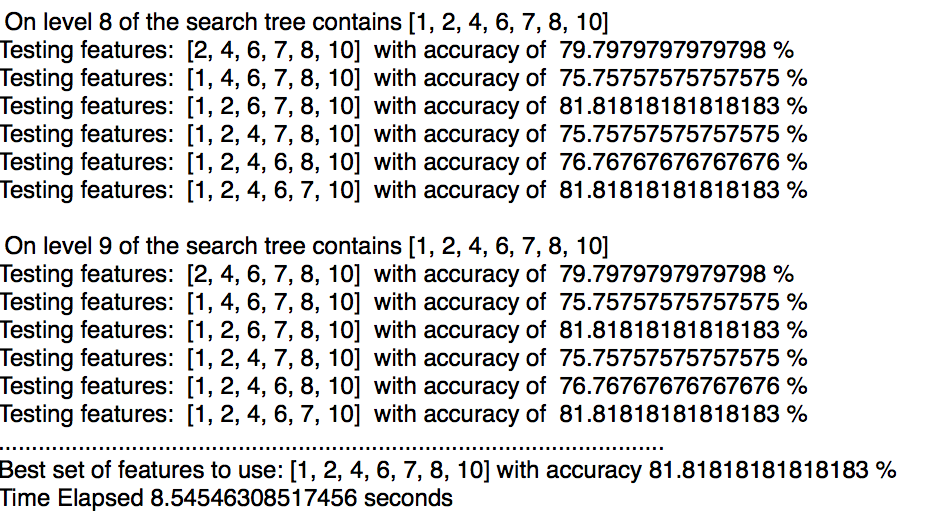 On level 8 of the search tree contains [1, 2, 4, 6, 7, 8, 10]
Testing features:  [2, 4, 6, 7, 8, 10]  with accuracy of  79.7979797979798 %
Testing features:  [1, 4, 6, 7, 8, 10]  with accuracy of  75.75757575757575 %
Testing features:  [1, 2, 6, 7, 8, 10]  with accuracy of  81.81818181818183 %
Testing features:  [1, 2, 4, 7, 8, 10]  with accuracy of  75.75757575757575 %
Testing features:  [1, 2, 4, 6, 8, 10]  with accuracy of  76.76767676767676 %
Testing features:  [1, 2, 4, 6, 7, 10]  with accuracy of  81.81818181818183 %
On level 9 of the search tree contains [1, 2, 4, 6, 7, 8, 10]
Testing features:  [2, 4, 6, 7, 8, 10]  with accuracy of  79.7979797979798 %
Testing features:  [1, 4, 6, 7, 8, 10]  with accuracy of  75.75757575757575 %
Testing features:  [1, 2, 6, 7, 8, 10]  with accuracy of  81.81818181818183 %
Testing features:  [1, 2, 4, 7, 8, 10]  with accuracy of  75.75757575757575 %
Testing features:  [1, 2, 4, 6, 8, 10]  with accuracy of  76.76767676767676 %
Testing features:  [1, 2, 4, 6, 7, 10]  with accuracy of  81.81818181818183 %
................................................................................
Best set of features to use: [1, 2, 4, 6, 7, 8, 10] with accuracy 81.81818181818183 %
Time Elapsed 8.54546308517456 seconds